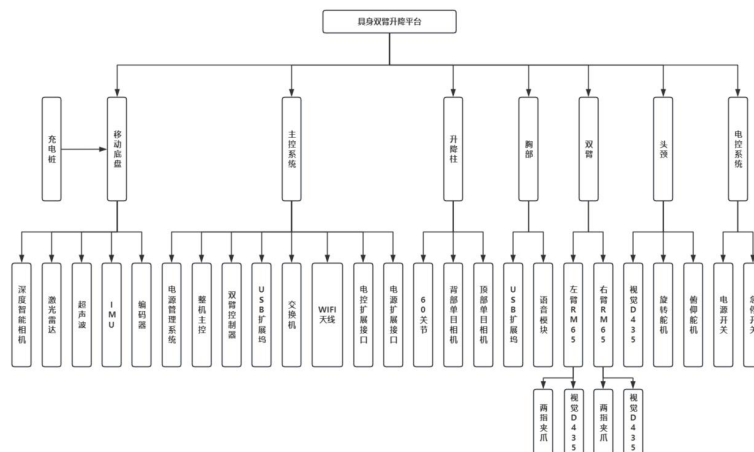 具身双臂升降平台
充电桩
移动底盘
主控系统
升降柱
胸部
双臂
头颈
电控系统
深度智能相机
激光雷达
超声波
IMU
编码器
电源管理系统
整机主控
双臂控制器
USB扩展坞
交换机
WIFI
天线
电控扩展接口
电源扩展接口
60关节
背部单目相机
顶部单目相机
USB扩展坞
语音模块
左臂RM65
右臂RM65
视觉D435
旋转舵机
俯仰舵机
电源开关
急停开关
两指夹爪
视觉D435
两指夹爪
视觉D435